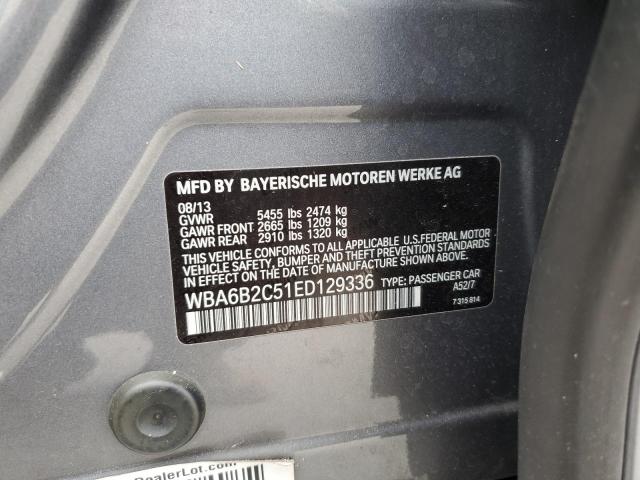 MFD BY BAYERISCHE MOTOREN WERKE AG
08/13
GVWR 5455 lbs 2474 kg
GAWR FRONT 2665 lbs 1209 kg
GAWR REAR 2910 lbs 1320 kg
THIS VEHICLE CONFORMS TO ALL APPLICABLE U.S.FEDERAL MOTOR
VEHICLE SAFETY, BUMPER, AND THEFT PREVENTION STANDARDS
IN EFFECT ON THE DATE OF MANUFACTURE SHOWN ABOVE.
WBA6B2C51ED129336 TYPE: PASSENGER CAR
A52/7
7 315 814
DealerLot.com